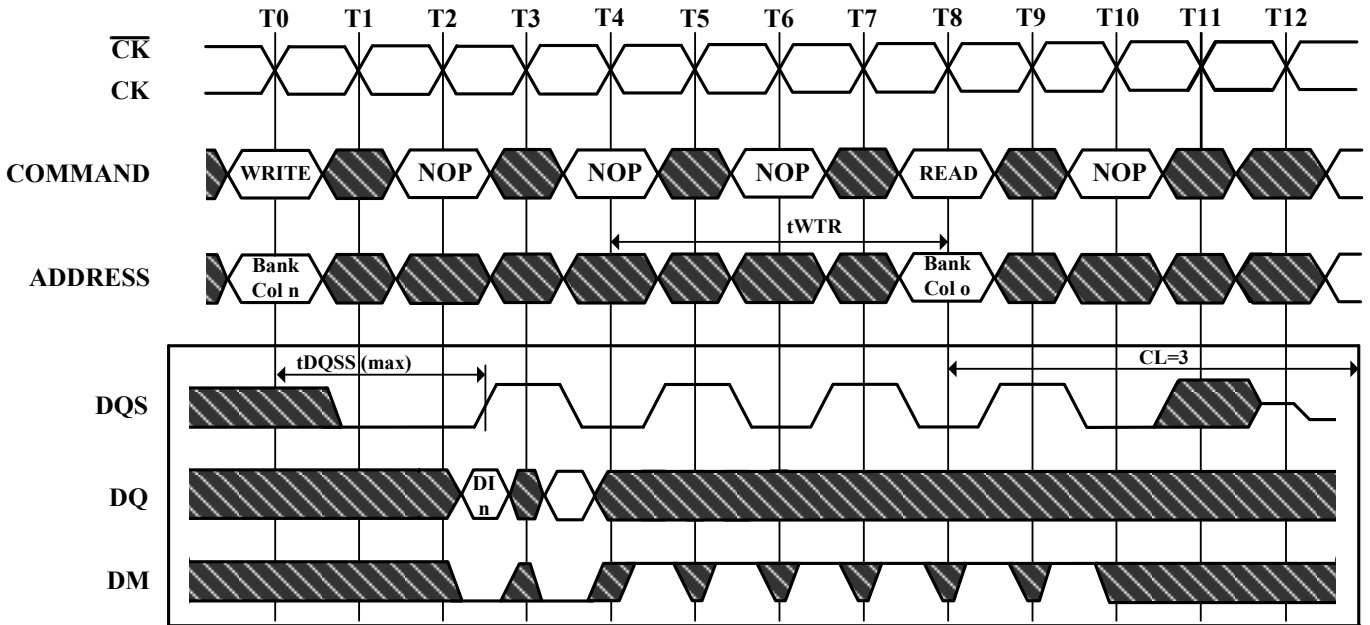 T0 T1 T2 T3 T4 T5 T6 T7 T8 T9 T10 T11 T12
CK
CK
COMMAND WRITE NOP NOP NOP READ NOP
tWTR
ADDRESS Bank Col n Bank Col o
tDQSS (max) CL=3
DQS
DQ DI n
DM